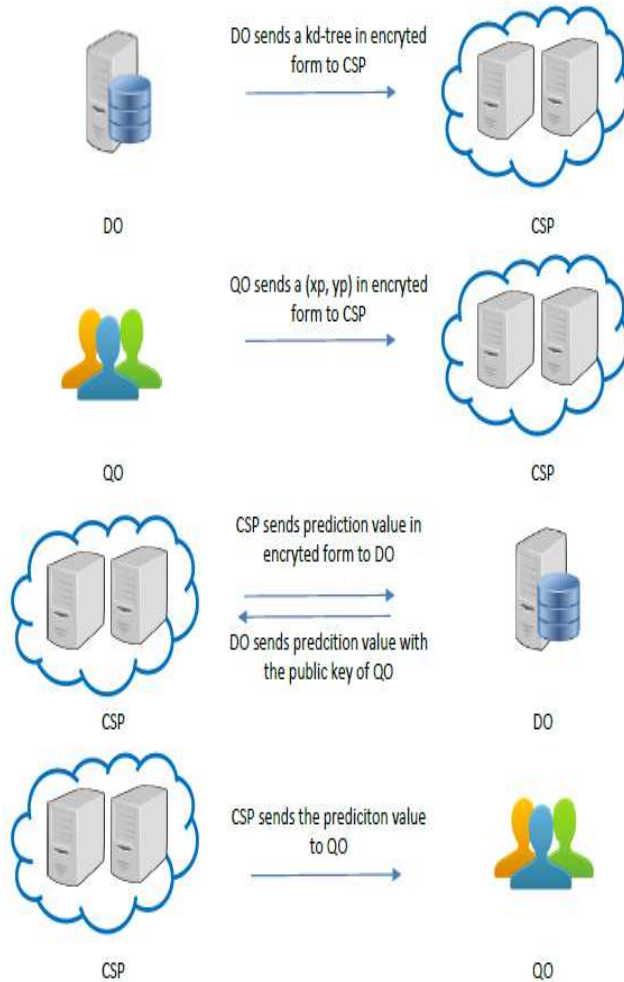 DO sends a kd-tree in encryted
form to CSP
DO
CSP
QO sends a (xp, yp) in encryted
form to CSP
QO
CSP
CSP sends prediction value in
encryted form to DO
DO sends predcition value with
the public key of QO
CSP
DO
CSP sends the prediciton value
to QO
CSP
QO